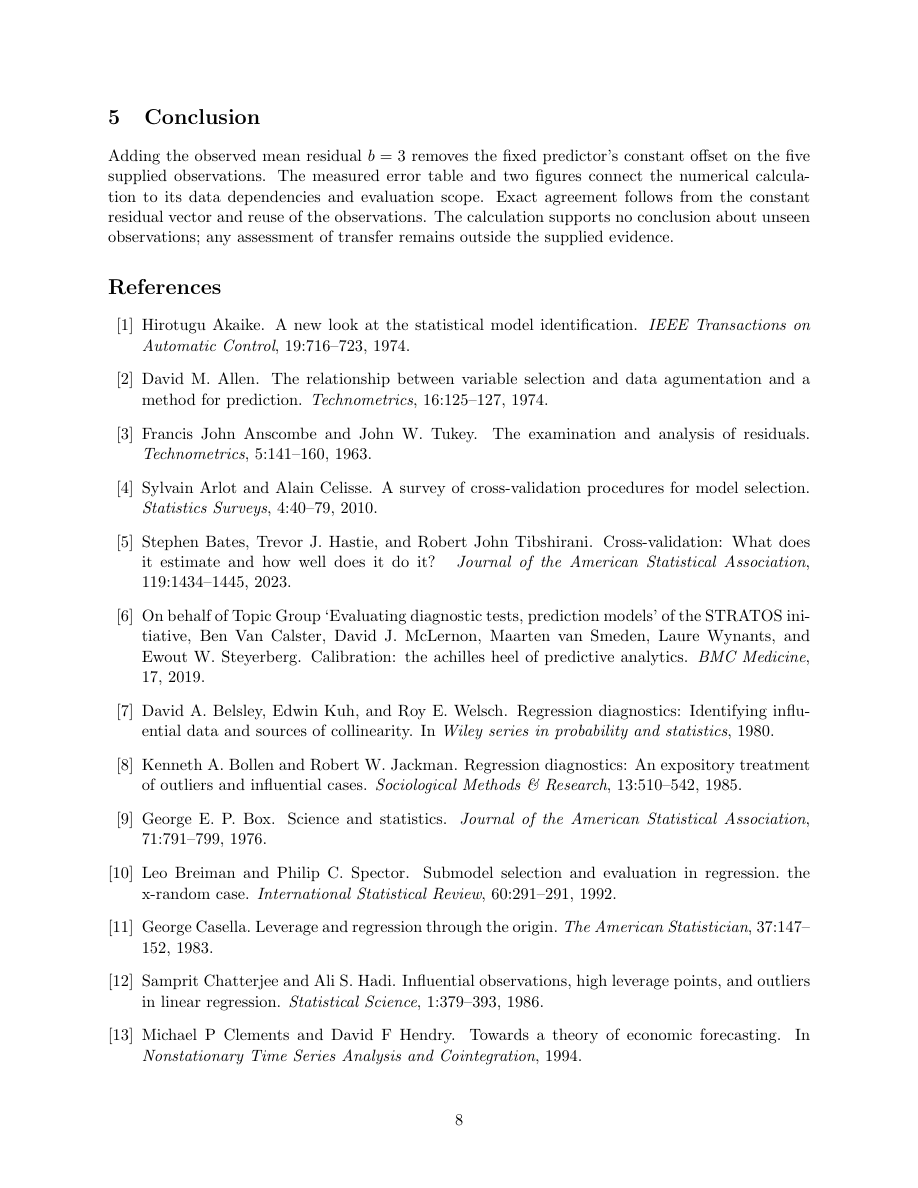 5 Conclusion
Adding the observed mean residual b = 3 removes the fixed predictor's constant offset on the five
supplied observations. The measured error table and two figures connect the numerical calcula-
tion to its data dependencies and evaluation scope. Exact agreement follows from the constant
residual vector and reuse of the observations. The calculation supports no conclusion about unseen
observations; any assessment of transfer remains outside the supplied evidence.
References
[1] Hirotugu Akaike. A new look at the statistical model identification. IEEE Transactions on
Automatic Control, 19:716–723, 1974.
[2] David M. Allen. The relationship between variable selection and data agumentation and a
method for prediction. Technometrics, 16:125–127, 1974.
[3] Francis John Anscombe and John W. Tukey. The examination and analysis of residuals.
Technometrics, 5:141–160, 1963.
[4] Sylvain Arlot and Alain Celisse. A survey of cross-validation procedures for model selection.
Statistics Surveys, 4:40–79, 2010.
[5] Stephen Bates, Trevor J. Hastie, and Robert John Tibshirani. Cross-validation: What does
it estimate and how well does it do it? Journal of the American Statistical Association,
119:1434–1445, 2023.
[6] On behalf of Topic Group ‘Evaluating diagnostic tests, prediction models’ of the STRATOS ini-
tiative, Ben Van Calster, David J. McLernon, Maarten van Smeden, Laure Wynants, and
Ewout W. Steyerberg. Calibration: the achilles heel of predictive analytics. BMC Medicine,
17, 2019.
[7] David A. Belsley, Edwin Kuh, and Roy E. Welsch. Regression diagnostics: Identifying influ-
ential data and sources of collinearity. In Wiley series in probability and statistics, 1980.
[8] Kenneth A. Bollen and Robert W. Jackman. Regression diagnostics: An expository treatment
of outliers and influential cases. Sociological Methods & Research, 13:510–542, 1985.
[9] George E. P. Box. Science and statistics. Journal of the American Statistical Association,
71:791–799, 1976.
[10] Leo Breiman and Philip C. Spector. Submodel selection and evaluation in regression. the
x-random case. International Statistical Review, 60:291–291, 1992.
[11] George Casella. Leverage and regression through the origin. The American Statistician, 37:147–
152, 1983.
[12] Samprit Chatterjee and Ali S. Hadi. Influential observations, high leverage points, and outliers
in linear regression. Statistical Science, 1:379–393, 1986.
[13] Michael P Clements and David F Hendry. Towards a theory of economic forecasting. In
Nonstationary Time Series Analysis and Cointegration, 1994.
8